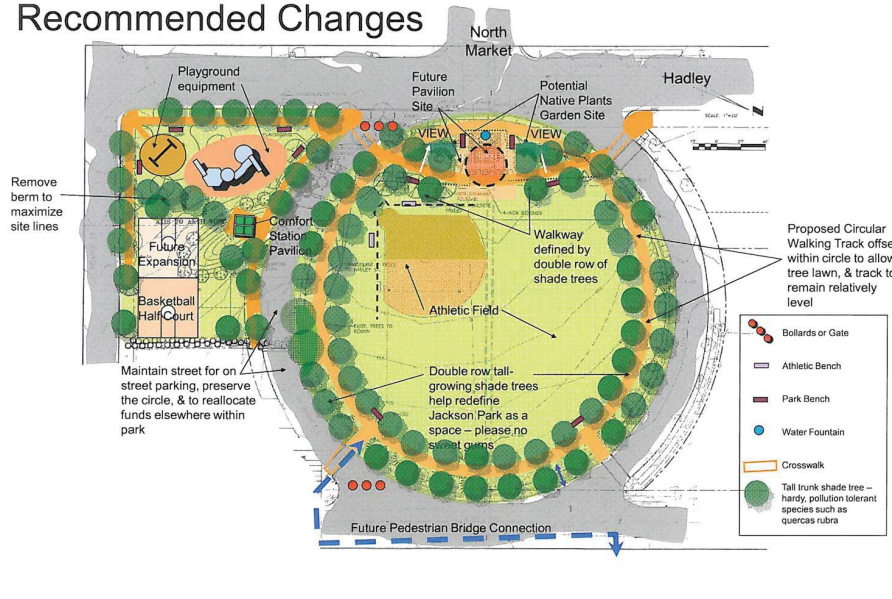 Recommended Changes
North
Market
Hadley
Playground
equipment
Future
Pavilion
Site
Potential
Native Plants
Garden Site
SCALE: 1"=20'
VIEW
VIEW
Remove
berm to
maximize
site lines
Comfort
Station
Pavilion
Future
Expansion
Basketball
Half Court
Walkway
defined by
double row of
shade trees
Proposed Circular
Walking Track offse
within circle to allow
tree lawn, & track to
remain relatively
level
Athletic Field
Maintain street for on
street parking, preserve
the circle, & to reallocate
funds elsewhere within
park
Double row tall-
growing shade trees
help redefine
Jackson Park as a
space – please no
sweet gums
Bollards or Gate
Athletic Bench
Park Bench
Water Fountain
Crosswalk
Tall trunk shade tree –
hardy, pollution tolerant
species such as
quercas rubra
Future Pedestrian Bridge Connection